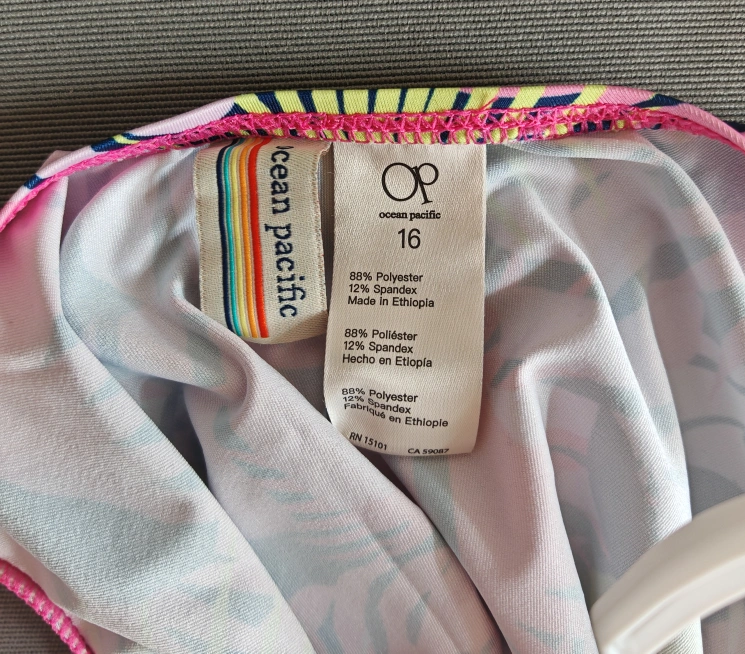 cean pacific
OP
ocean pacific
16
88% Polyester
12% Spandex
Made in Ethiopia
88% Poliéster
12% Spandex
Hecho en Etiopía
88% Polyester
12% Spandex
Fabriqué en Ethiopie
RN 15101 CA 59087